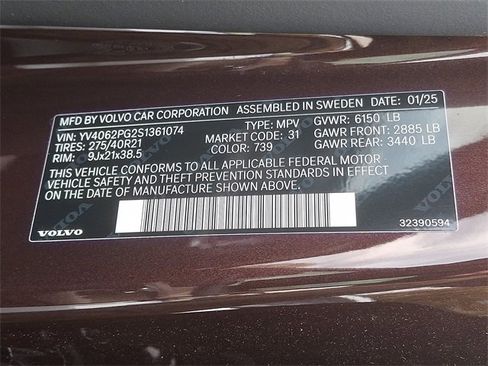 MFD BY VOLVO CAR CORPORATION ASSEMBLED IN SWEDEN DATE: 01/25
VIN: YV4062PG2S1361074 TYPE: MPV GVWR: 6150 LB
TIRES: 275/40R21 MARKET CODE: 31 GAWR FRONT: 2885 LB
RIM: 9Jx21x38.5 COLOR: 739 GAWR REAR: 3440 LB
THIS VEHICLE CONFORMS TO ALL APPLICABLE FEDERAL MOTOR
VEHICLE SAFETY AND THEFT PREVENTION STANDARDS IN EFFECT
ON THE DATE OF MANUFACTURE SHOWN ABOVE.
VOLVO
32390594